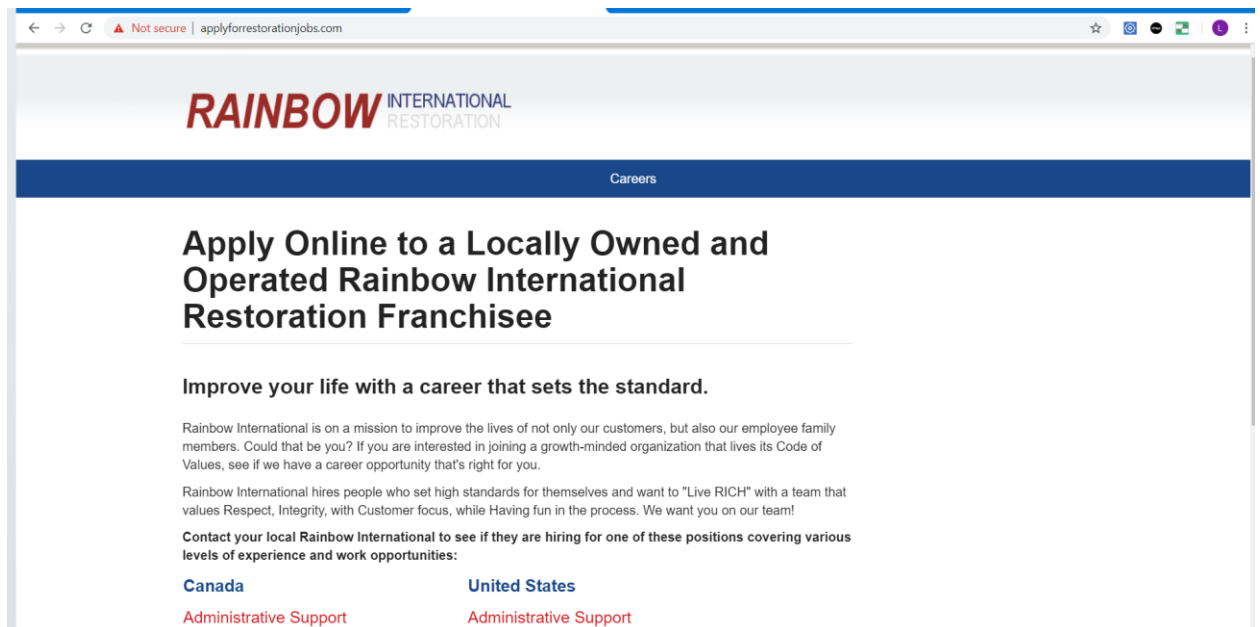 Not secure | applyforrestorationjobs.com
RAINBOW INTERNATIONAL
RESTORATION
Careers
Apply Online to a Locally Owned and
Operated Rainbow International
Restoration Franchisee
Improve your life with a career that sets the standard.
Rainbow International is on a mission to improve the lives of not only our customers, but also our employee family
members. Could that be you? If you are interested in joining a growth-minded organization that lives its Code of
Values, see if we have a career opportunity that's right for you.
Rainbow International hires people who set high standards for themselves and want to "Live RICH" with a team that
values Respect, Integrity, with Customer focus, while Having fun in the process. We want you on our team!
Contact your local Rainbow International to see if they are hiring for one of these positions covering various
levels of experience and work opportunities:
Canada United States
Administrative Support Administrative Support